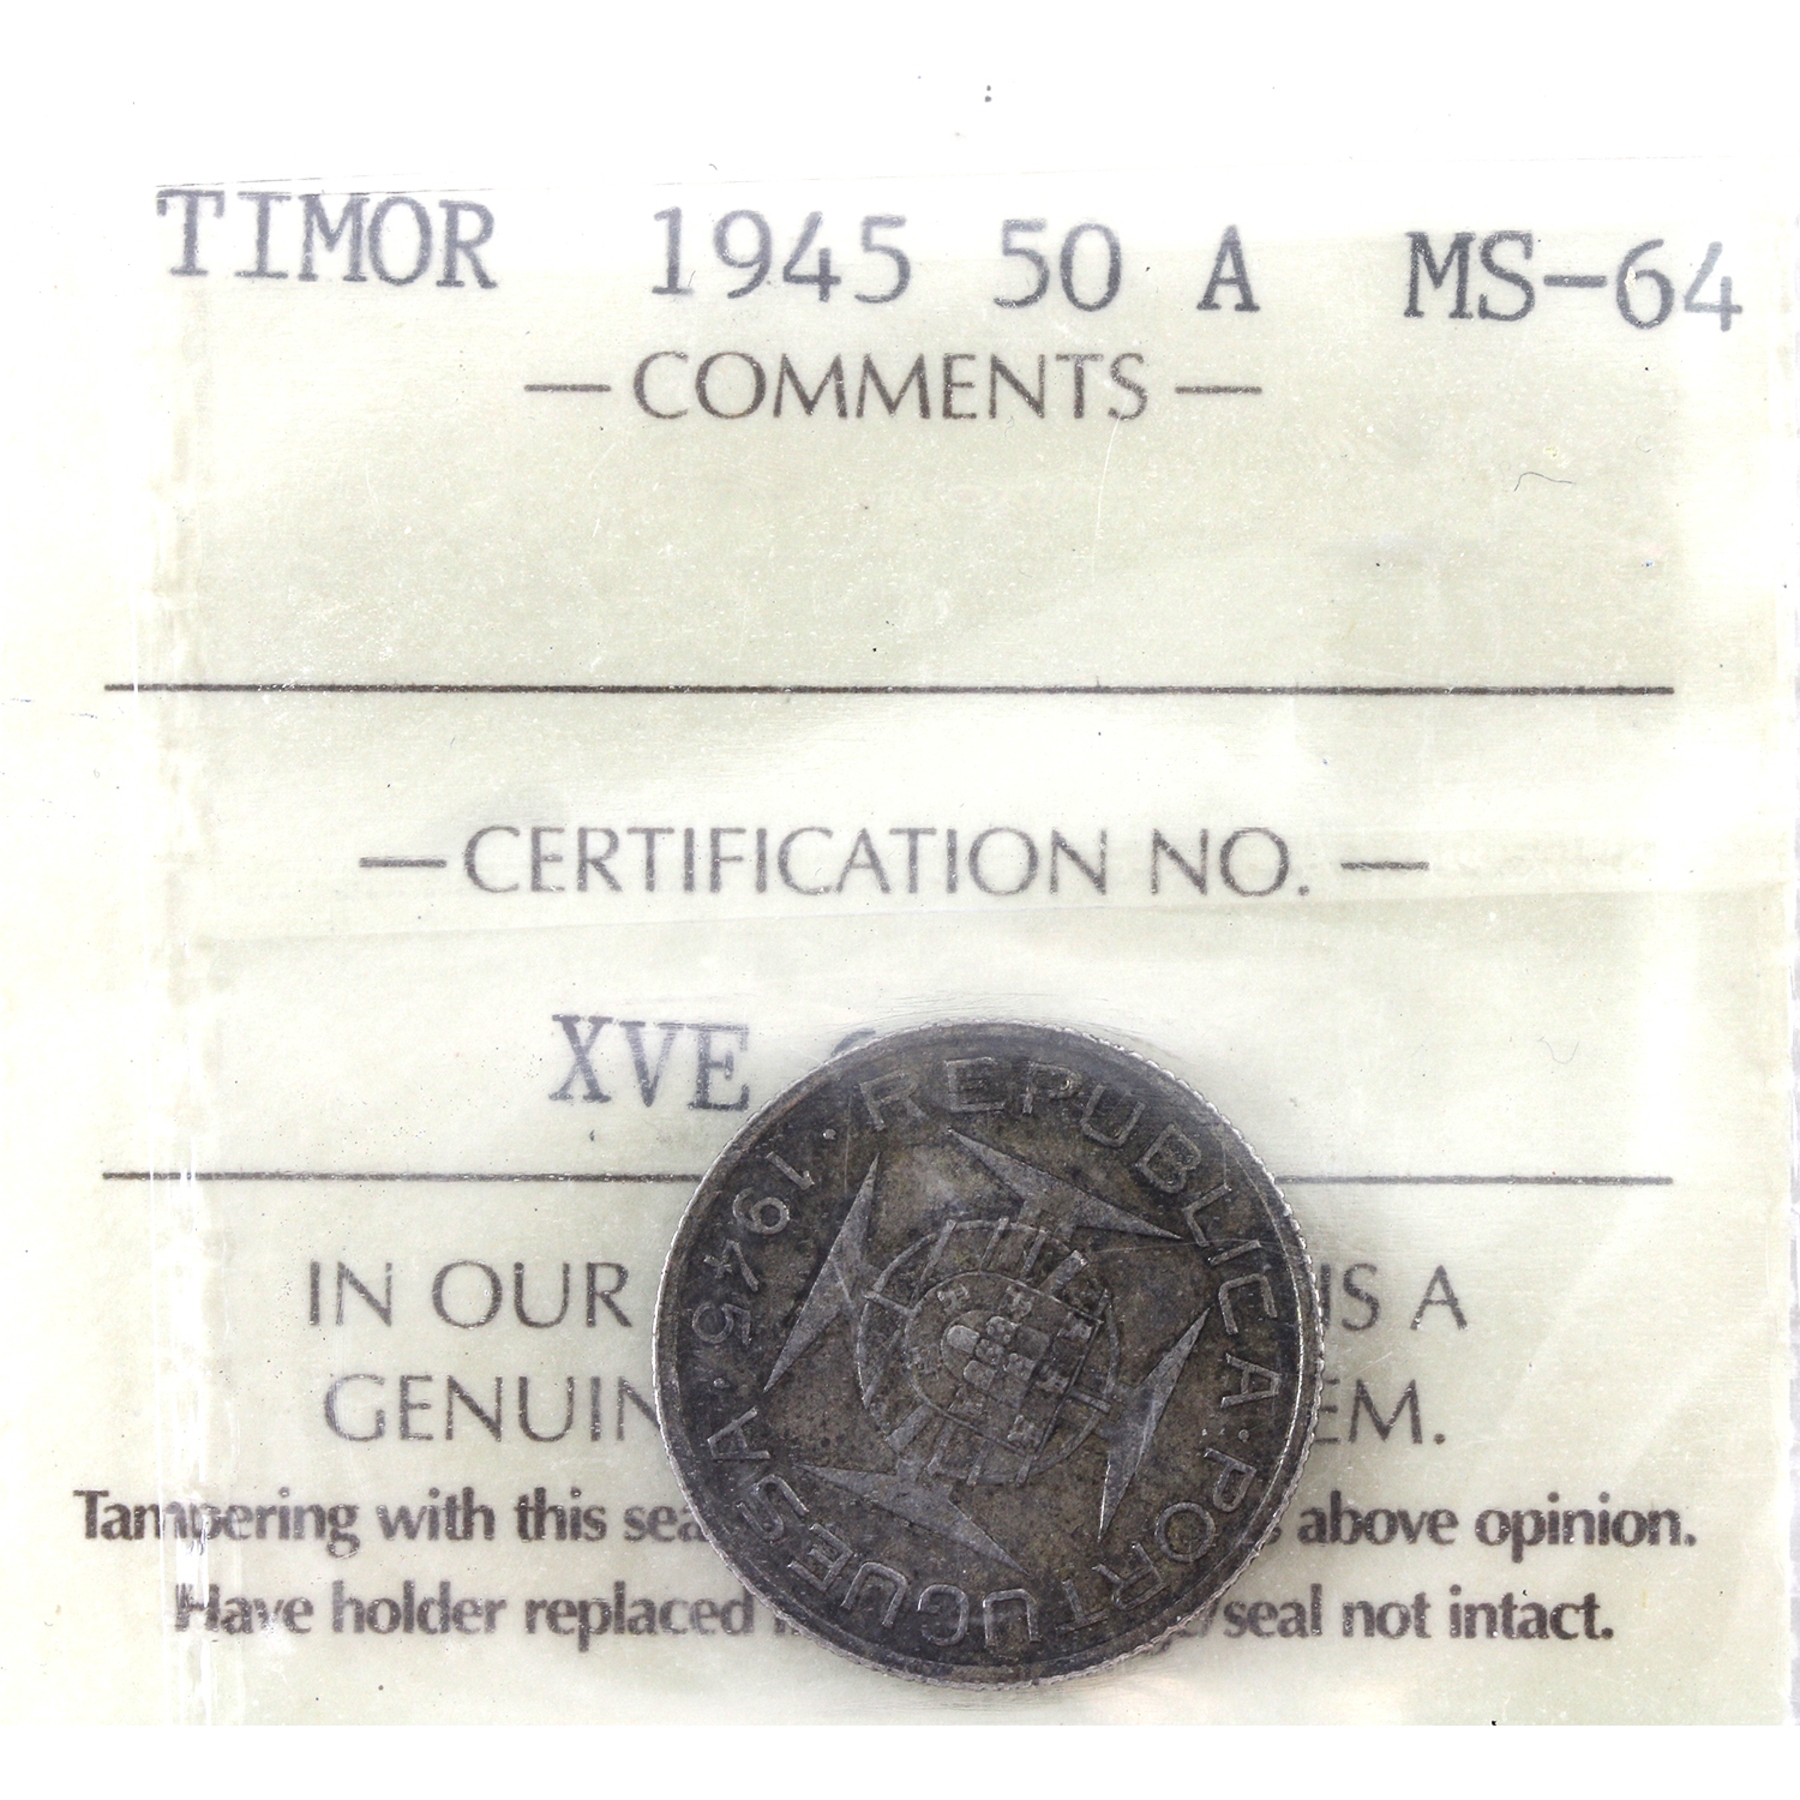 TIMOR 1945 50 A MS-64
—COMMENTS—
—CERTIFICATION NO.—
XVE
IN OUR IS A
GENUIN EM.
Tampering with this sea above opinion.
Have holder replaced /seal not intact.
1945·REPUBLICA·PORTUGUESA·